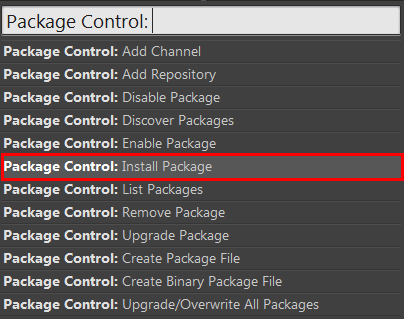 Package Control:
Package Control: Add Channel
Package Control: Add Repository
Package Control: Disable Package
Package Control: Discover Packages
Package Control: Enable Package
Package Control: Install Package
Package Control: List Packages
Package Control: Remove Package
Package Control: Upgrade Package
Package Control: Create Package File
Package Control: Create Binary Package File
Package Control: Upgrade/Overwrite All Packages